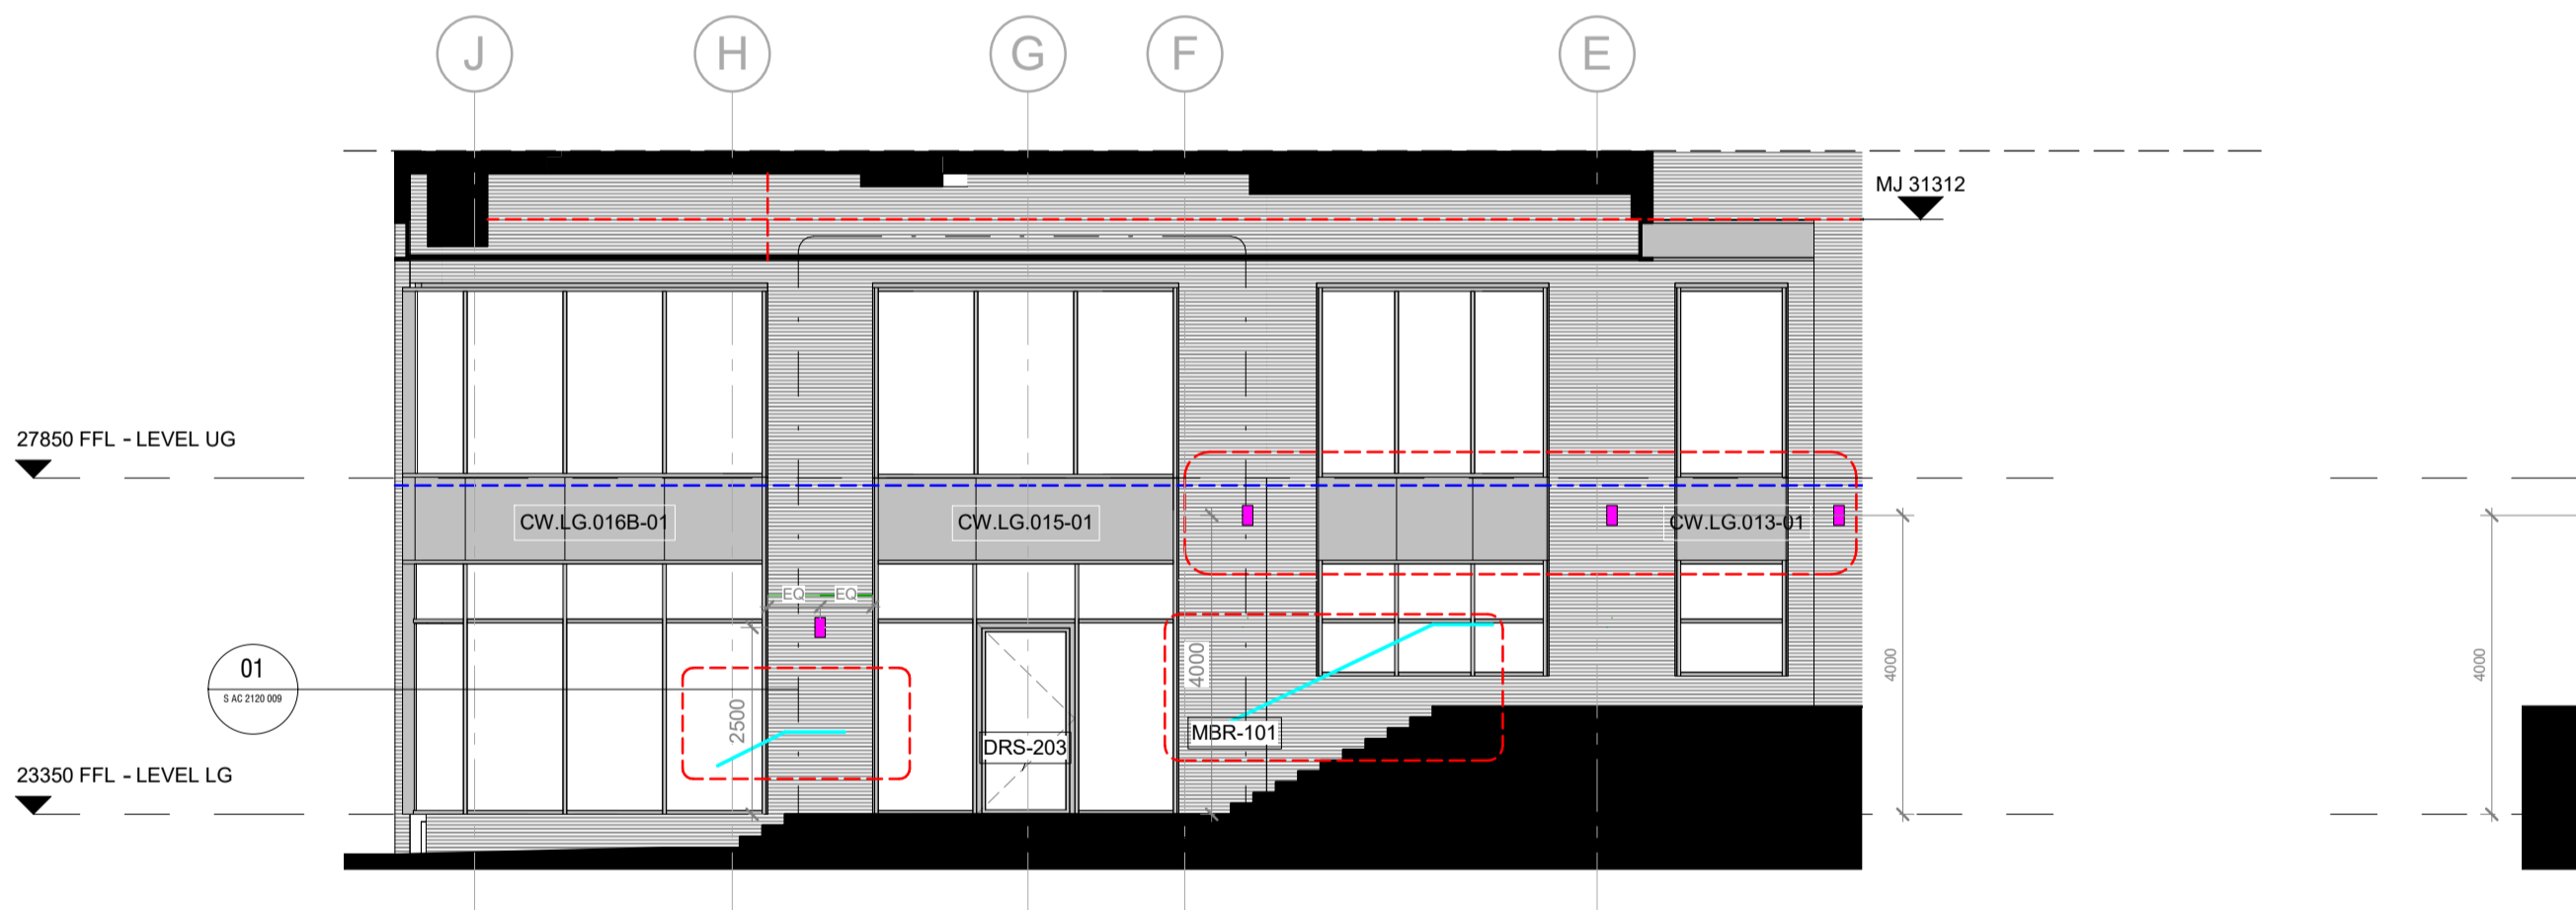 J
H
G
F
E
MJ 31312
27850 FFL - LEVEL UG
CW.LG.016B-01
CW.LG.015-01
CW.LG.013-01
EQ
EQ
01
S AC 2120 009
2500
4000
4000
4000
MBR-101
DRS-203
23350 FFL - LEVEL LG